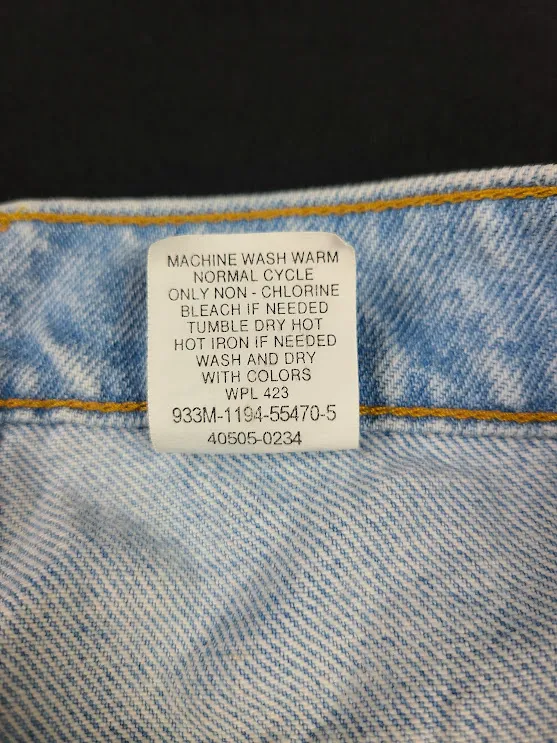 MACHINE WASH WARM
NORMAL CYCLE
ONLY NON - CHLORINE
BLEACH IF NEEDED
TUMBLE DRY HOT
HOT IRON IF NEEDED
WASH AND DRY
WITH COLORS
WPL 423
933M-1194-55470-5
40505-0234